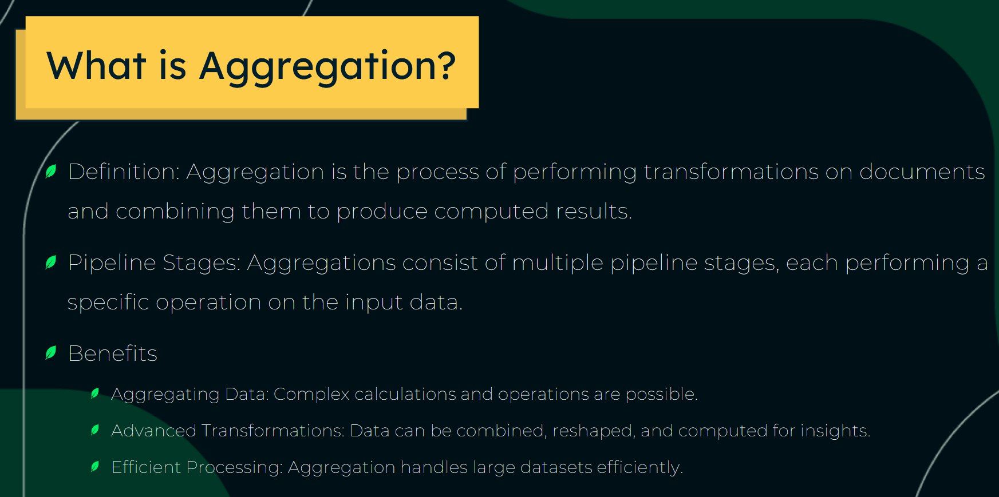 What is Aggregation?
Definition: Aggregation is the process of performing transformations on documents
and combining them to produce computed results.
Pipeline Stages: Aggregations consist of multiple pipeline stages, each performing a
specific operation on the input data.
Benefits
Aggregating Data: Complex calculations and operations are possible.
Advanced Transformations: Data can be combined, reshaped, and computed for insights.
Efficient Processing: Aggregation handles large datasets efficiently.